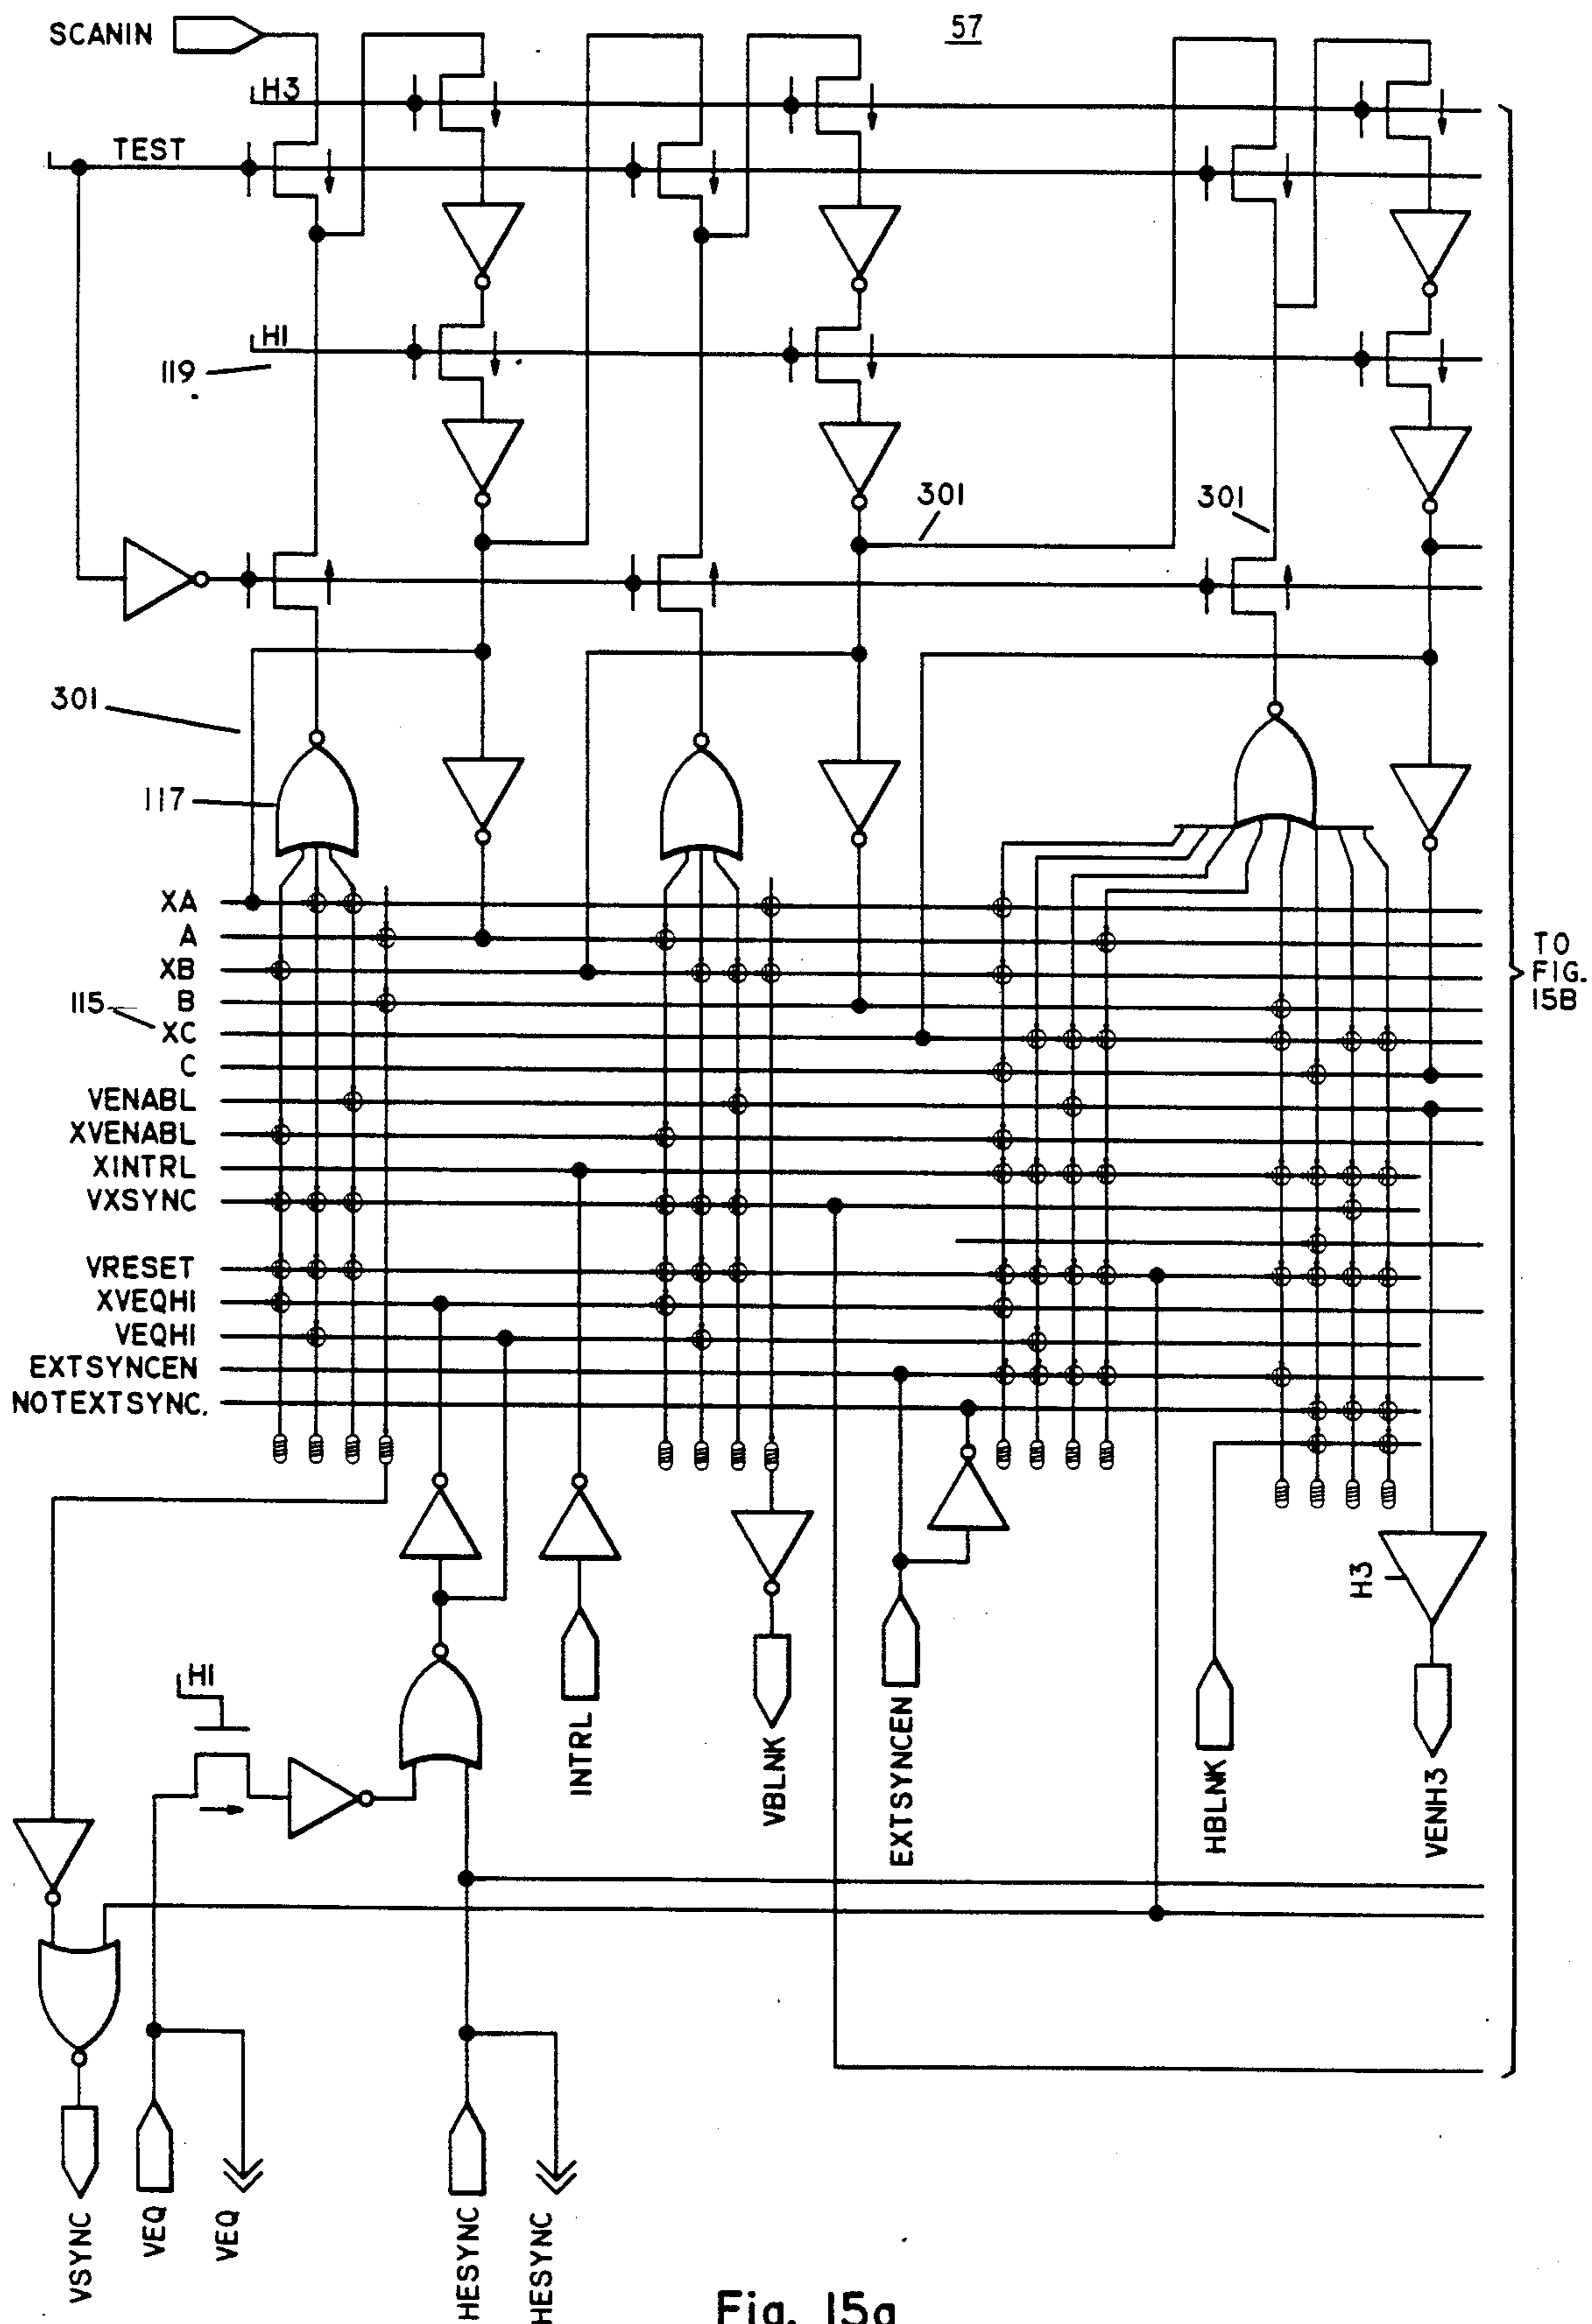 57
SCANIN
H3
TEST
H1
119
301
301
301
117
XA
A
XB
115
B
XC
C
VENABL
XVENABL
XINTRL
VXSYNC
VRESET
XVEQHI
VEQHI
EXTSYNCEN
NOTEXTSYNC.
TO
FIG.
15B
H3
H1
INTRL
VBLNK
EXTSYNCEN
HBLNK
VENH3
VSYNC
VEQ
VEQ
HESYNC
HESYNC
Fig. 15a